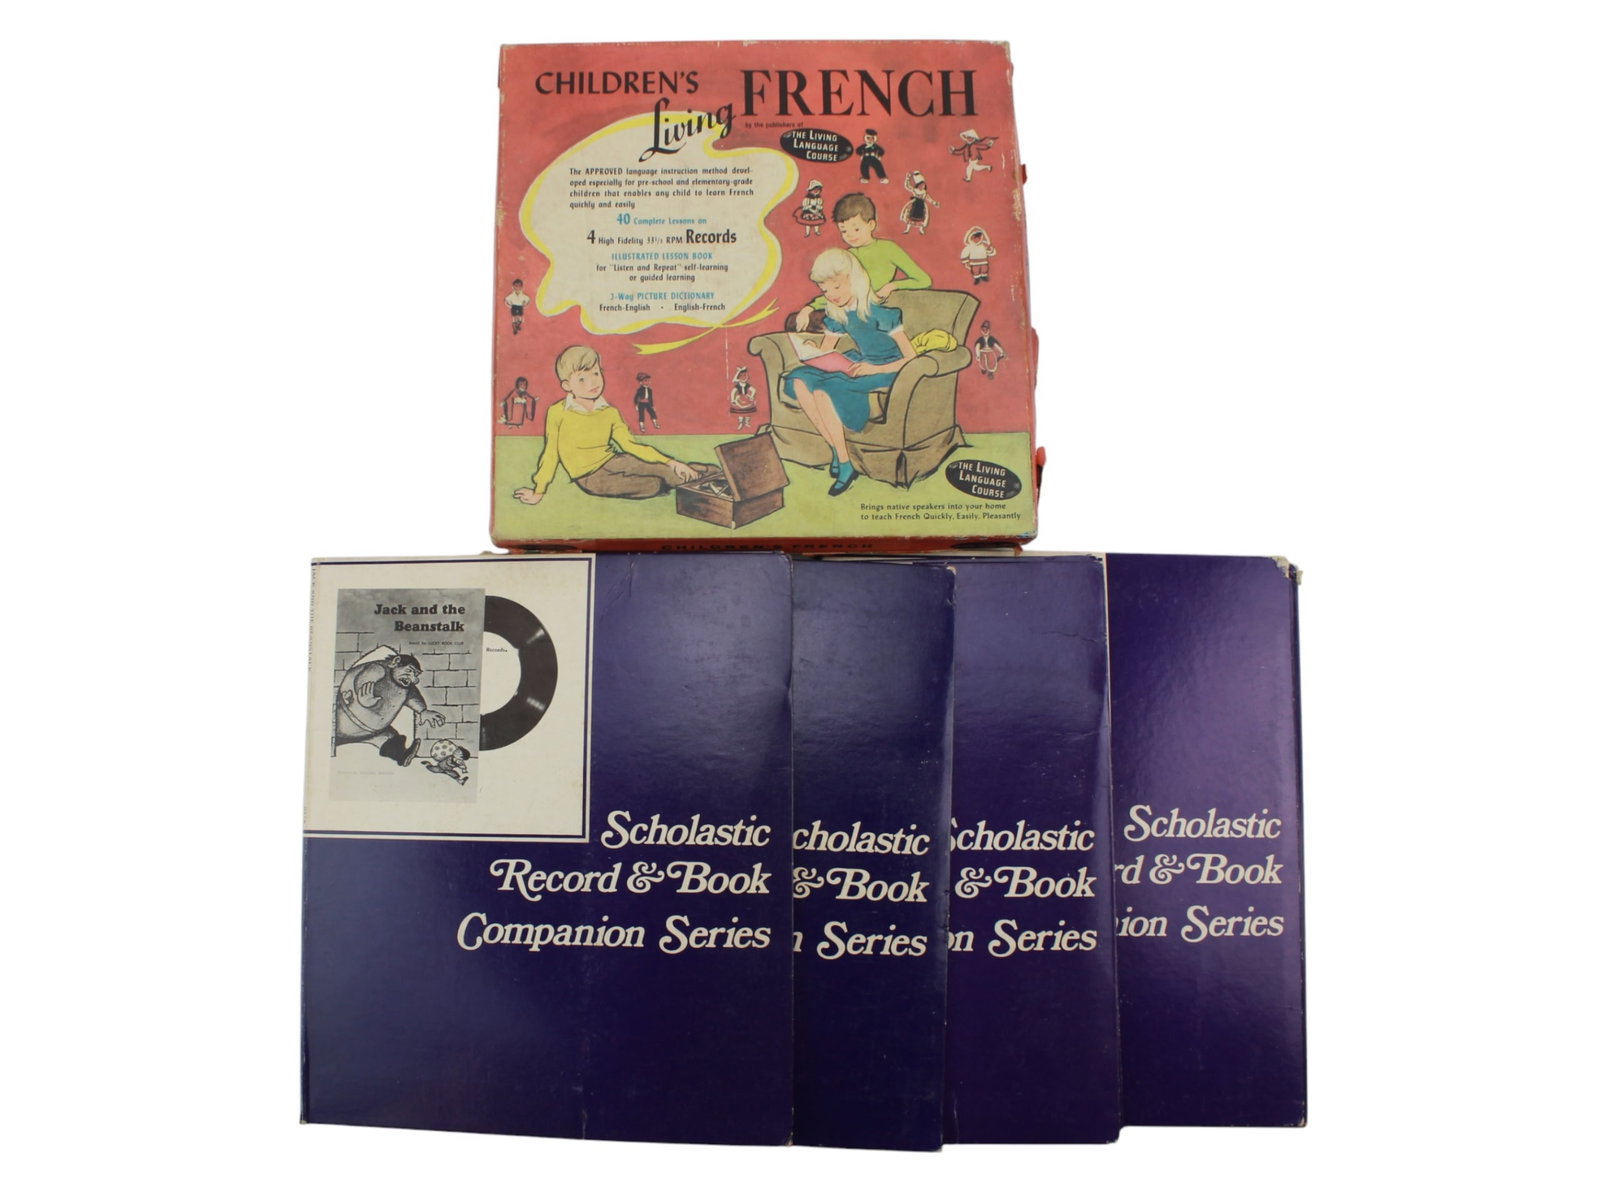 CHILDREN'S
Living FRENCH
by the publishers of
THE LIVING
LANGUAGE
COURSE
The APPROVED language instruction method devel-
oped especially for pre-school and elementary-grade
children that enables any child to learn French
quickly and easily
40 Complete Lessons on
4 High Fidelity 33 1/3 RPM Records
ILLUSTRATED LESSON BOOK
for "Listen and Repeat" self-learning
or guided learning
2-Way PICTURE DICTIONARY
French-English • English-French
THE LIVING
LANGUAGE
COURSE
Brings native speakers into your home
to teach French Quickly, Easily, Pleasantly
CHILDREN'S FRENCH
Jack and the
Beanstalk
Records
Scholastic
Record & Book
Companion Series
cholastic
& Book
n Series
Scholastic
& Book
on Series
Scholastic
rd & Book
ion Series